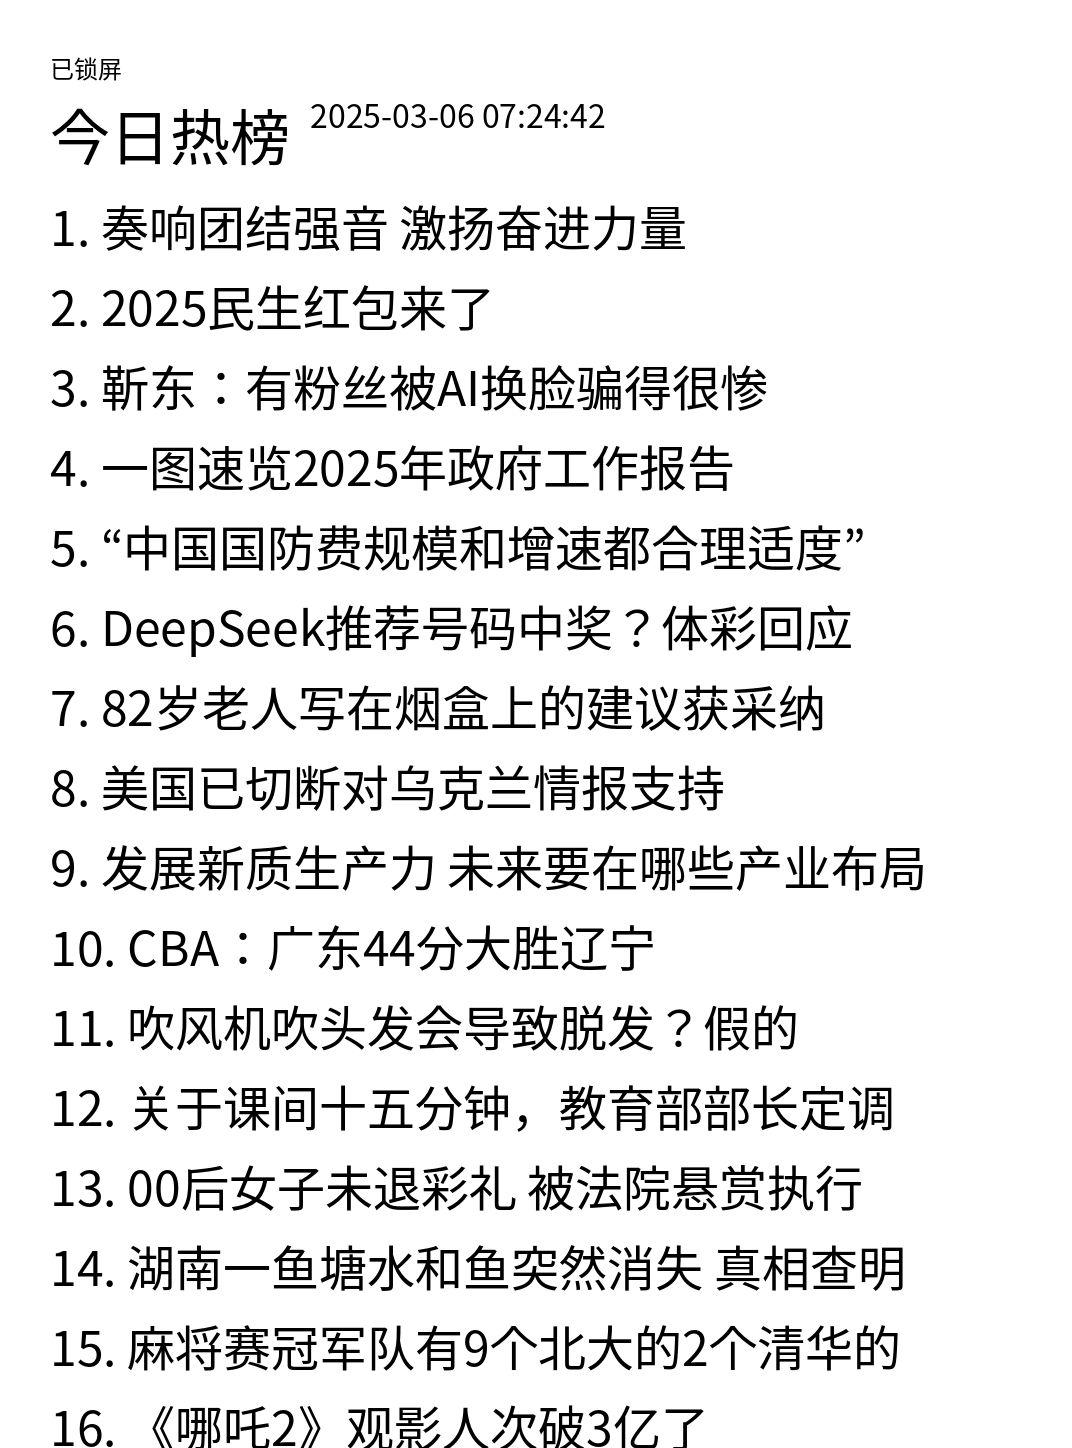 已锁屏
今日热榜 2025-03-06 07:24:42
1. 奏响团结强音 激扬奋进力量
2. 2025民生红包来了
3. 靳东：有粉丝被AI换脸骗得很惨
4. 一图速览2025年政府工作报告
5. “中国国防费规模和增速都合理适度”
6. DeepSeek推荐号码中奖？体彩回应
7. 82岁老人写在烟盒上的建议获采纳
8. 美国已切断对乌克兰情报支持
9. 发展新质生产力 未来要在哪些产业布局
10. CBA：广东44分大胜辽宁
11. 吹风机吹头发会导致脱发？假的
12. 关于课间十五分钟，教育部部长定调
13. 00后女子未退彩礼 被法院悬赏执行
14. 湖南一鱼塘水和鱼突然消失 真相查明
15. 麻将赛冠军队有9个北大的2个清华的
16. 《哪吒2》观影人次破3亿了